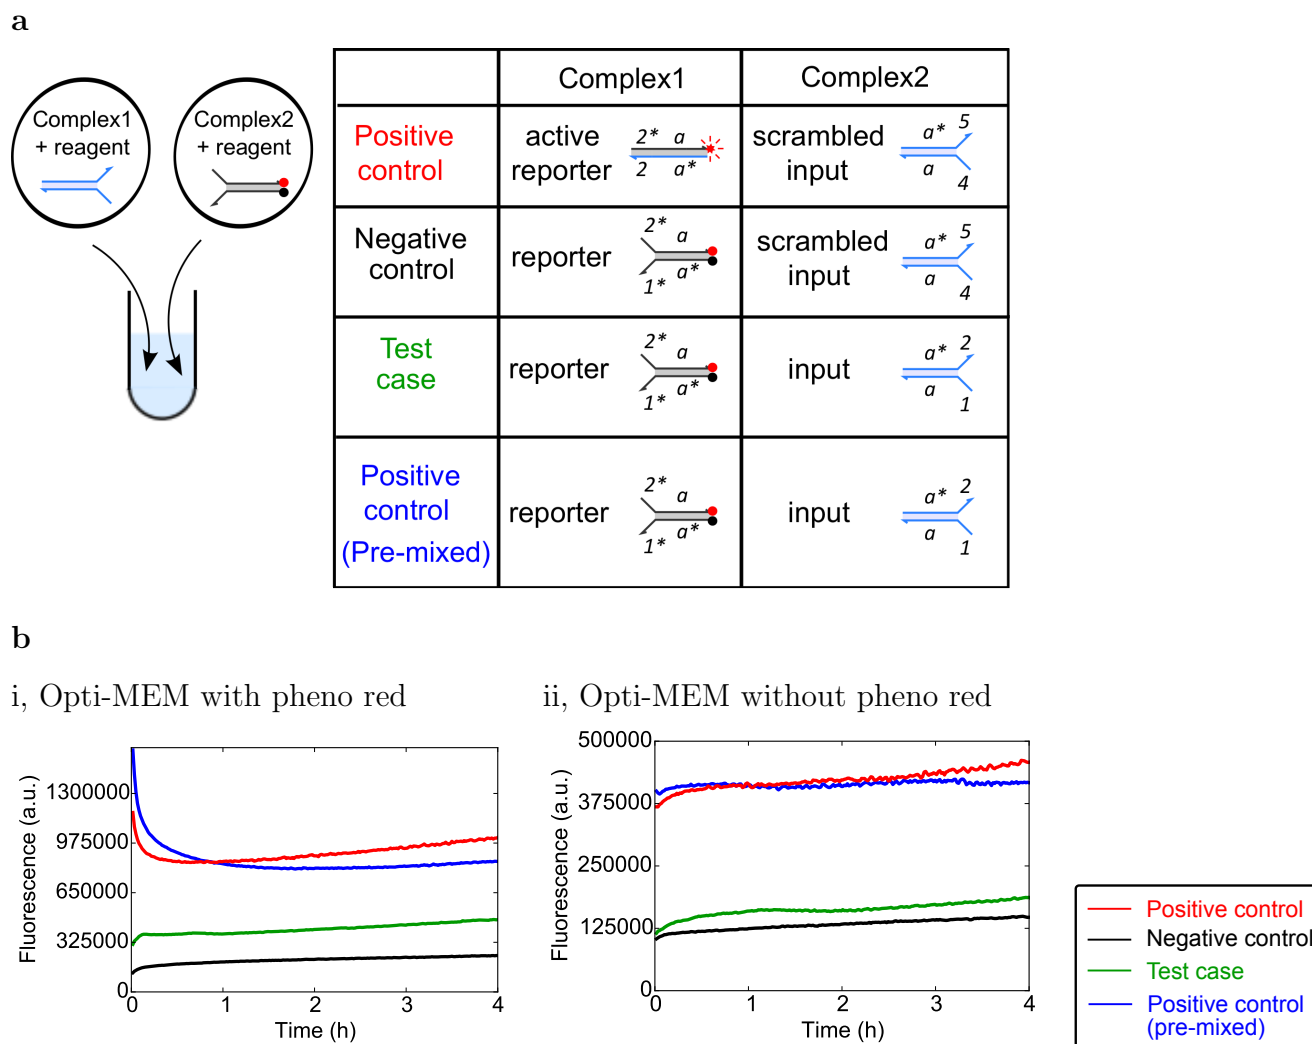 a
Complex1
+ reagent
Complex2
+ reagent
Complex1
Complex2
Positive
control
active
reporter
2* a
2 a*
scrambled
input
a* 5
a 4
Negative
control
reporter
2* a
1* a*
scrambled
input
a* 5
a 4
Test
case
reporter
2* a
1* a*
input
a* 2
a 1
Positive
control
(Pre-mixed)
reporter
2* a
1* a*
input
a* 2
a 1
b
i, Opti-MEM with pheno red
ii, Opti-MEM without pheno red
Fluorescence (a.u.)
1300000
975000
650000
325000
0
0 1 2 3 4
Time (h)
Fluorescence (a.u.)
500000
375000
250000
125000
0
0 1 2 3 4
Time (h)
Positive control
Negative control
Test case
Positive control
(pre-mixed)